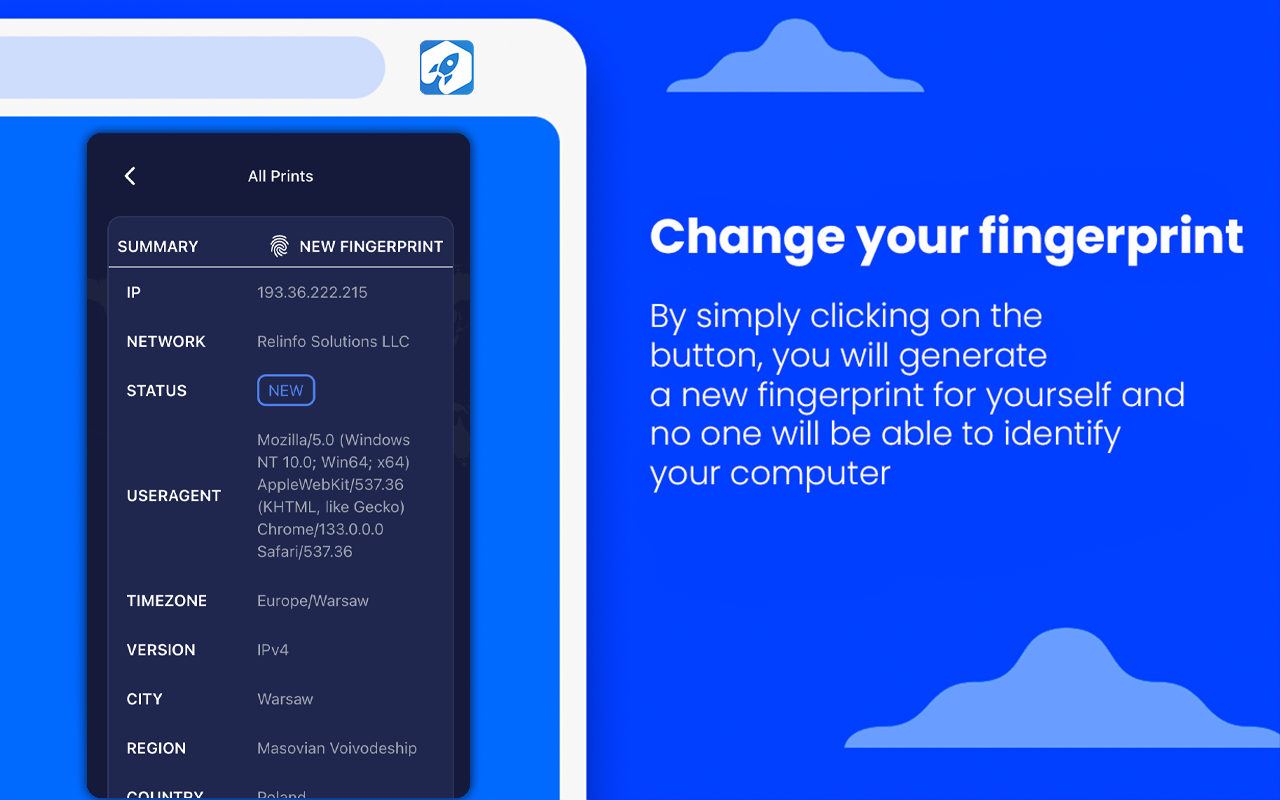 All Prints
SUMMARY NEW FINGERPRINT
IP 193.36.222.215
NETWORK Relinfo Solutions LLC
STATUS NEW
USERAGENT Mozilla/5.0 (Windows
NT 10.0; Win64; x64)
AppleWebKit/537.36
(KHTML, like Gecko)
Chrome/133.0.0.0
Safari/537.36
TIMEZONE Europe/Warsaw
VERSION IPv4
CITY Warsaw
REGION Masovian Voivodeship
COUNTRY Poland
Change your fingerprint
By simply clicking on the
button, you will generate
a new fingerprint for yourself and
no one will be able to identify
your computer